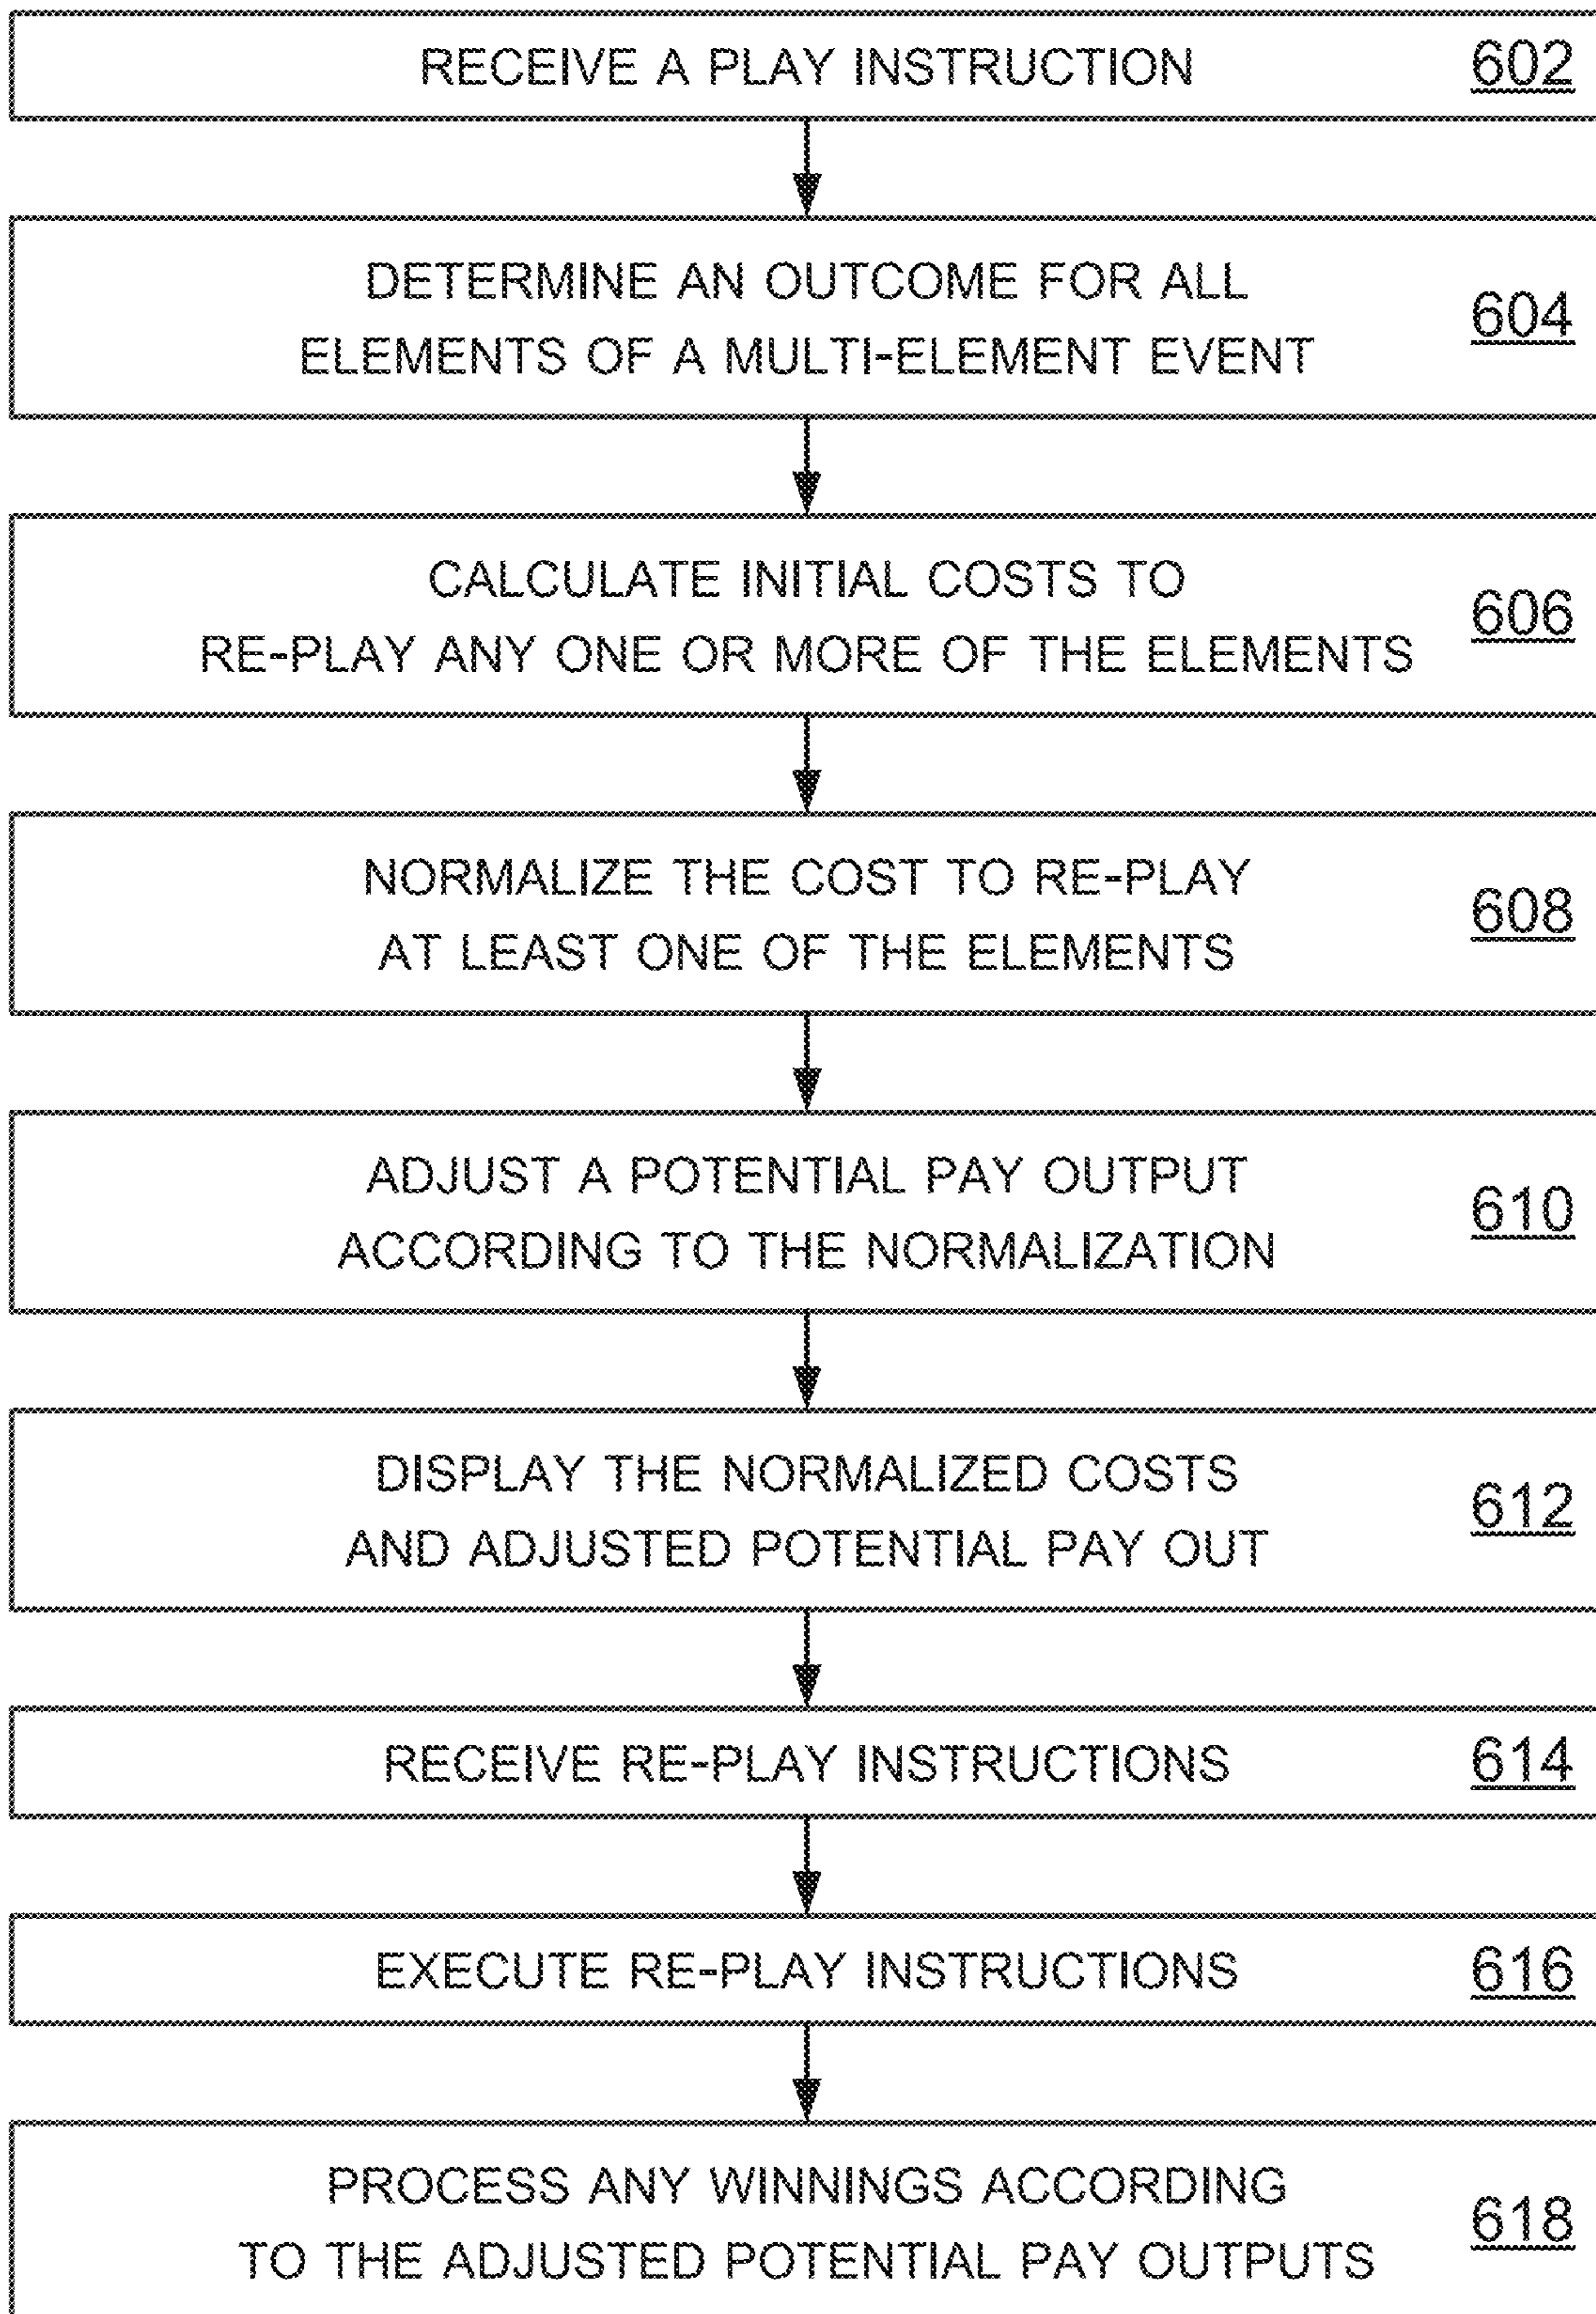 RECEIVE A PLAY INSTRUCTION 602
DETERMINE AN OUTCOME FOR ALL
ELEMENTS OF A MULTI-ELEMENT EVENT
604
CALCULATE INITIAL COSTS TO
RE-PLAY ANY ONE OR MORE OF THE ELEMENTS
606
NORMALIZE THE COST TO RE-PLAY
AT LEAST ONE OF THE ELEMENTS
608
ADJUST A POTENTIAL PAY OUTPUT
ACCORDING TO THE NORMALIZATION
610
DISPLAY THE NORMALIZED COSTS
AND ADJUSTED POTENTIAL PAY OUT
612
RECEIVE RE-PLAY INSTRUCTIONS 614
EXECUTE RE-PLAY INSTRUCTIONS 616
PROCESS ANY WINNINGS ACCORDING
TO THE ADJUSTED POTENTIAL PAY OUTPUTS
618